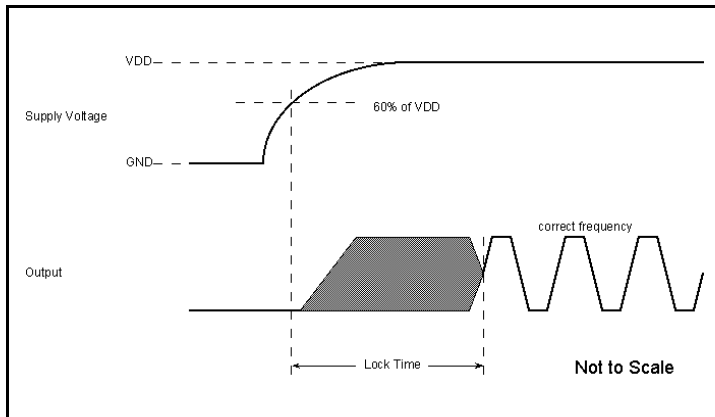 VDD
60% of VDD
Supply Voltage
GND
correct frequency
Output
Lock Time
Not to Scale